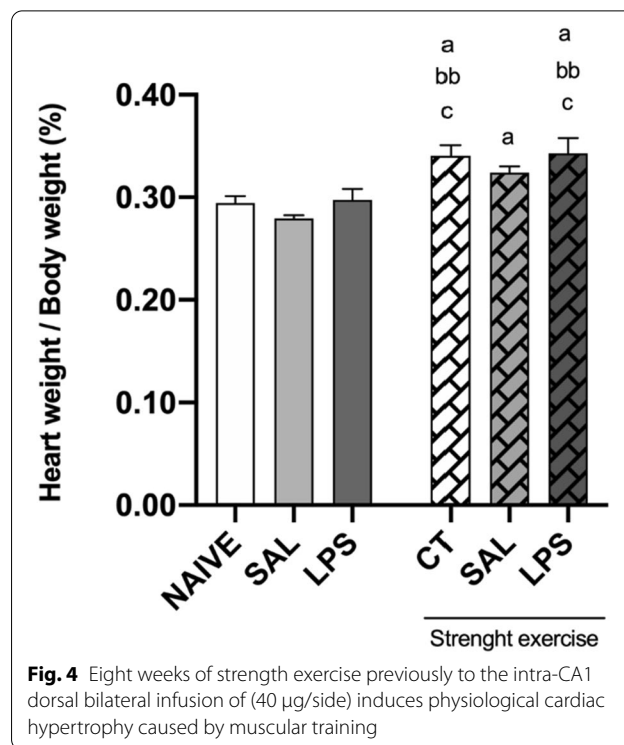 a
bb
c
a
a
bb
c
Heart weight / Body weight (%)
0.40
0.30
0.20
0.10
0.00
NAIVE
SAL
LPS
CT
SAL
LPS
Strenght exercise
Fig. 4 Eight weeks of strength exercise previously to the intra-CA1
dorsal bilateral infusion of (40 µg/side) induces physiological cardiac
hypertrophy caused by muscular training